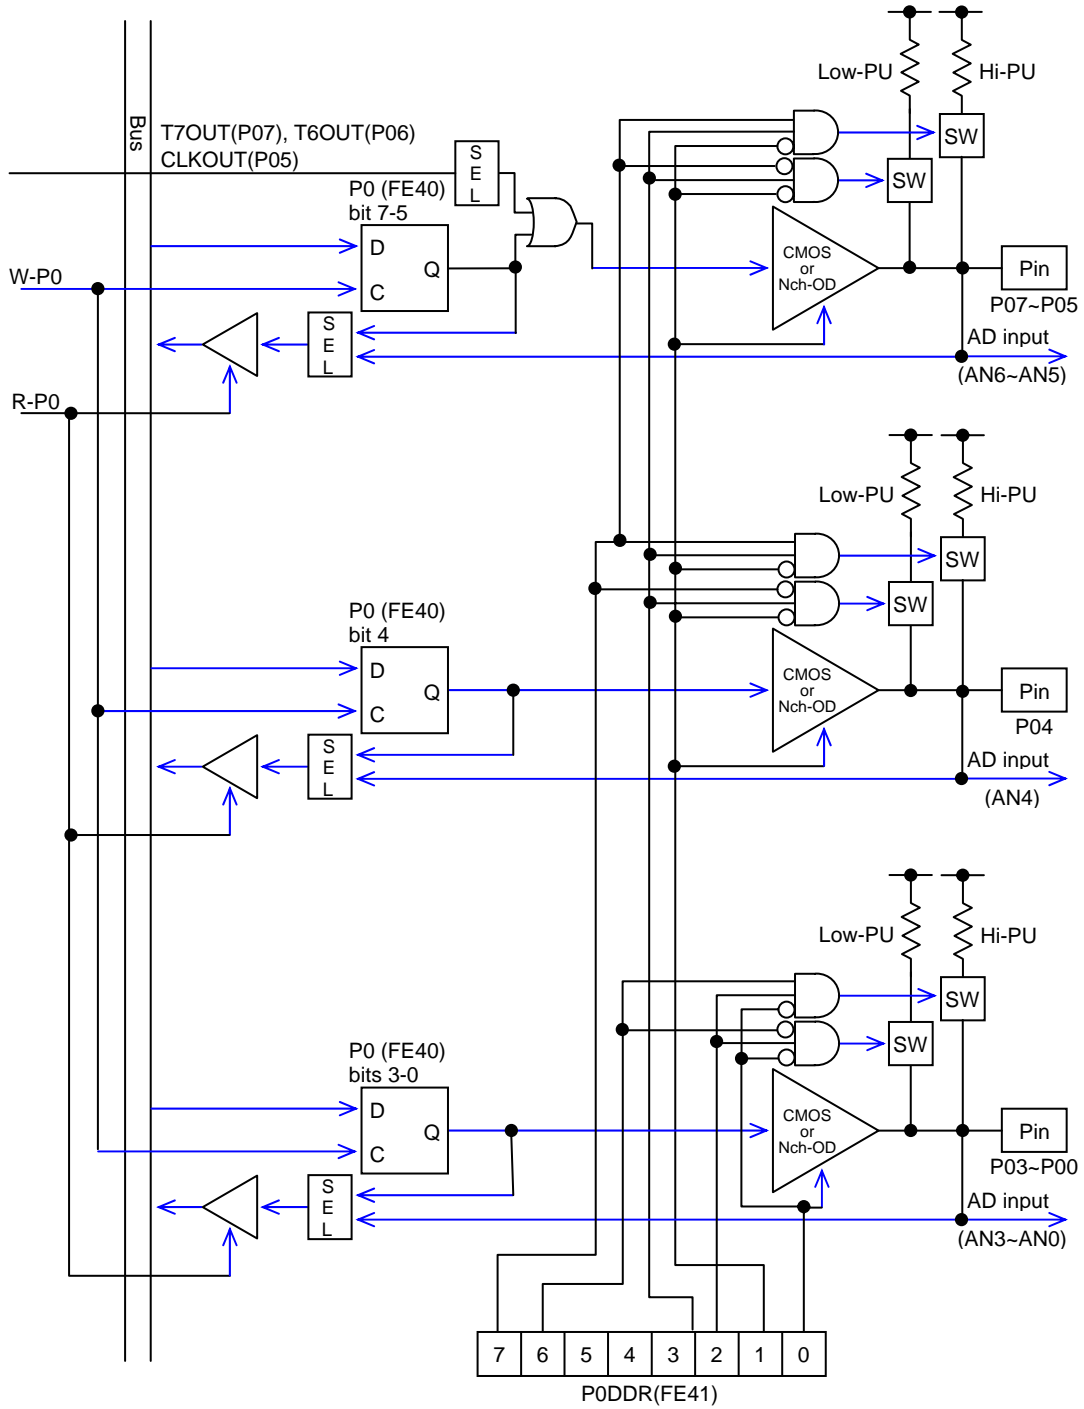 Low-PU
Hi-PU
Bus
T7OUT(P07), T6OUT(P06)
CLKOUT(P05)
SEL
SW
SW
P0 (FE40)
bit 7-5
D
Q
C
CMOS
or
Nch-OD
Pin
P07~P05
W-P0
SEL
AD input
(AN6~AN5)
R-P0
Low-PU
Hi-PU
SW
SW
P0 (FE40)
bit 4
D
Q
C
CMOS
or
Nch-OD
Pin
P04
SEL
AD input
(AN4)
Low-PU
Hi-PU
SW
SW
P0 (FE40)
bits 3-0
D
Q
C
CMOS
or
Nch-OD
Pin
P03~P00
SEL
AD input
(AN3~AN0)
7 6 5 4 3 2 1 0
P0DDR(FE41)